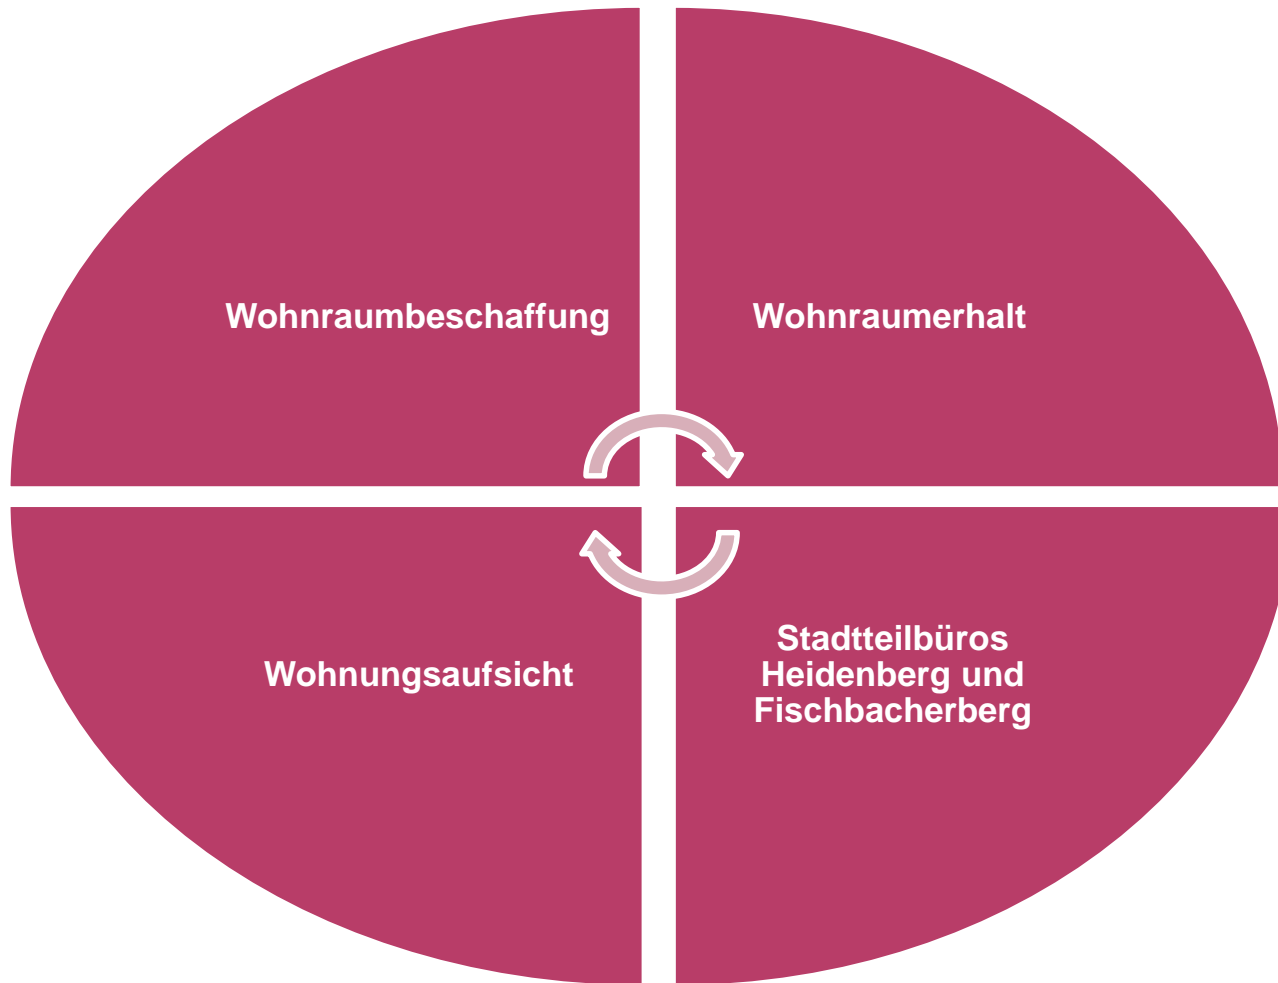 Wohnraumbeschaffung
Wohnraumerhalt
Wohnungsaufsicht
Stadtteilbüros
Heidenberg und
Fischbacherberg